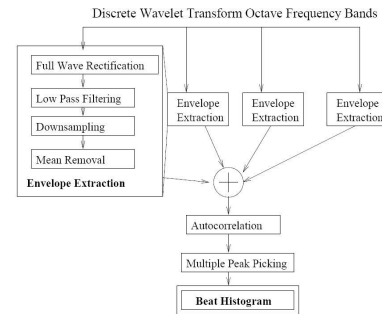 Discrete Wavelet Transform Octave Frequency Bands
Full Wave Rectification
Low Pass Filtering
Downsampling
Mean Removal
Envelope Extraction
Envelope
Extraction
Envelope
Extraction
Envelope
Extraction
Autocorrelation
Multiple Peak Picking
Beat Histogram